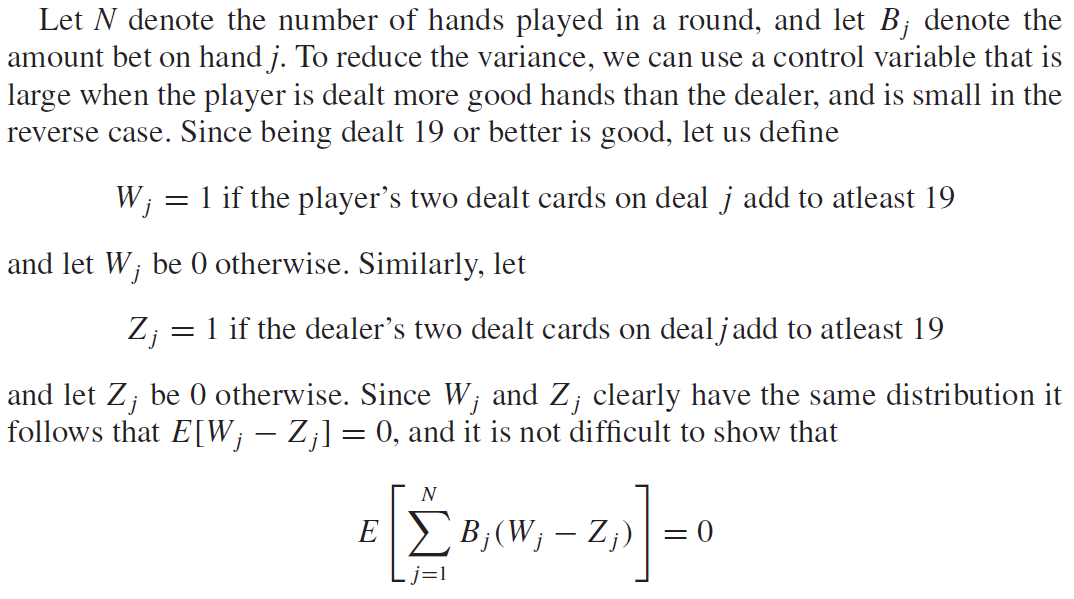 Let N denote the number of hands played in a round, and let B_j denote the
amount bet on hand j. To reduce the variance, we can use a control variable that is
large when the player is dealt more good hands than the dealer, and is small in the
reverse case. Since being dealt 19 or better is good, let us define
W_j = 1 if the player's two dealt cards on deal j add to atleast 19
and let W_j be 0 otherwise. Similarly, let
Z_j = 1 if the dealer's two dealt cards on deal j add to atleast 19
and let Z_j be 0 otherwise. Since W_j and Z_j clearly have the same distribution it
follows that E[W_j − Z_j] = 0, and it is not difficult to show that
E[∑_{j=1}^{N} B_j(W_j − Z_j)] = 0